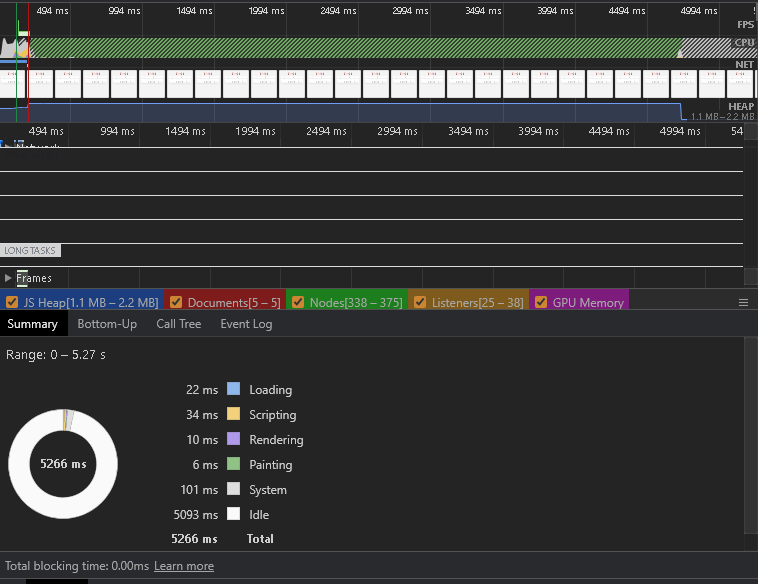 494 ms 994 ms 1494 ms 1994 ms 2494 ms 2994 ms 3494 ms 3994 ms 4494 ms 4994 ms
FPS
CPU
NET
HEAP
1.1 MB – 2.2 MB
494 ms 994 ms 1494 ms 1994 ms 2494 ms 2994 ms 3494 ms 3994 ms 4494 ms 4994 ms 54
Network
LONG TASKS
Frames
JS Heap[1.1 MB – 2.2 MB] Documents[5 – 5] Nodes[338 – 375] Listeners[25 – 38] GPU Memory
Summary Bottom-Up Call Tree Event Log
Range: 0 – 5.27 s
22 ms Loading
34 ms Scripting
10 ms Rendering
6 ms Painting
5266 ms
101 ms System
5093 ms Idle
5266 ms Total
Total blocking time: 0.00ms Learn more